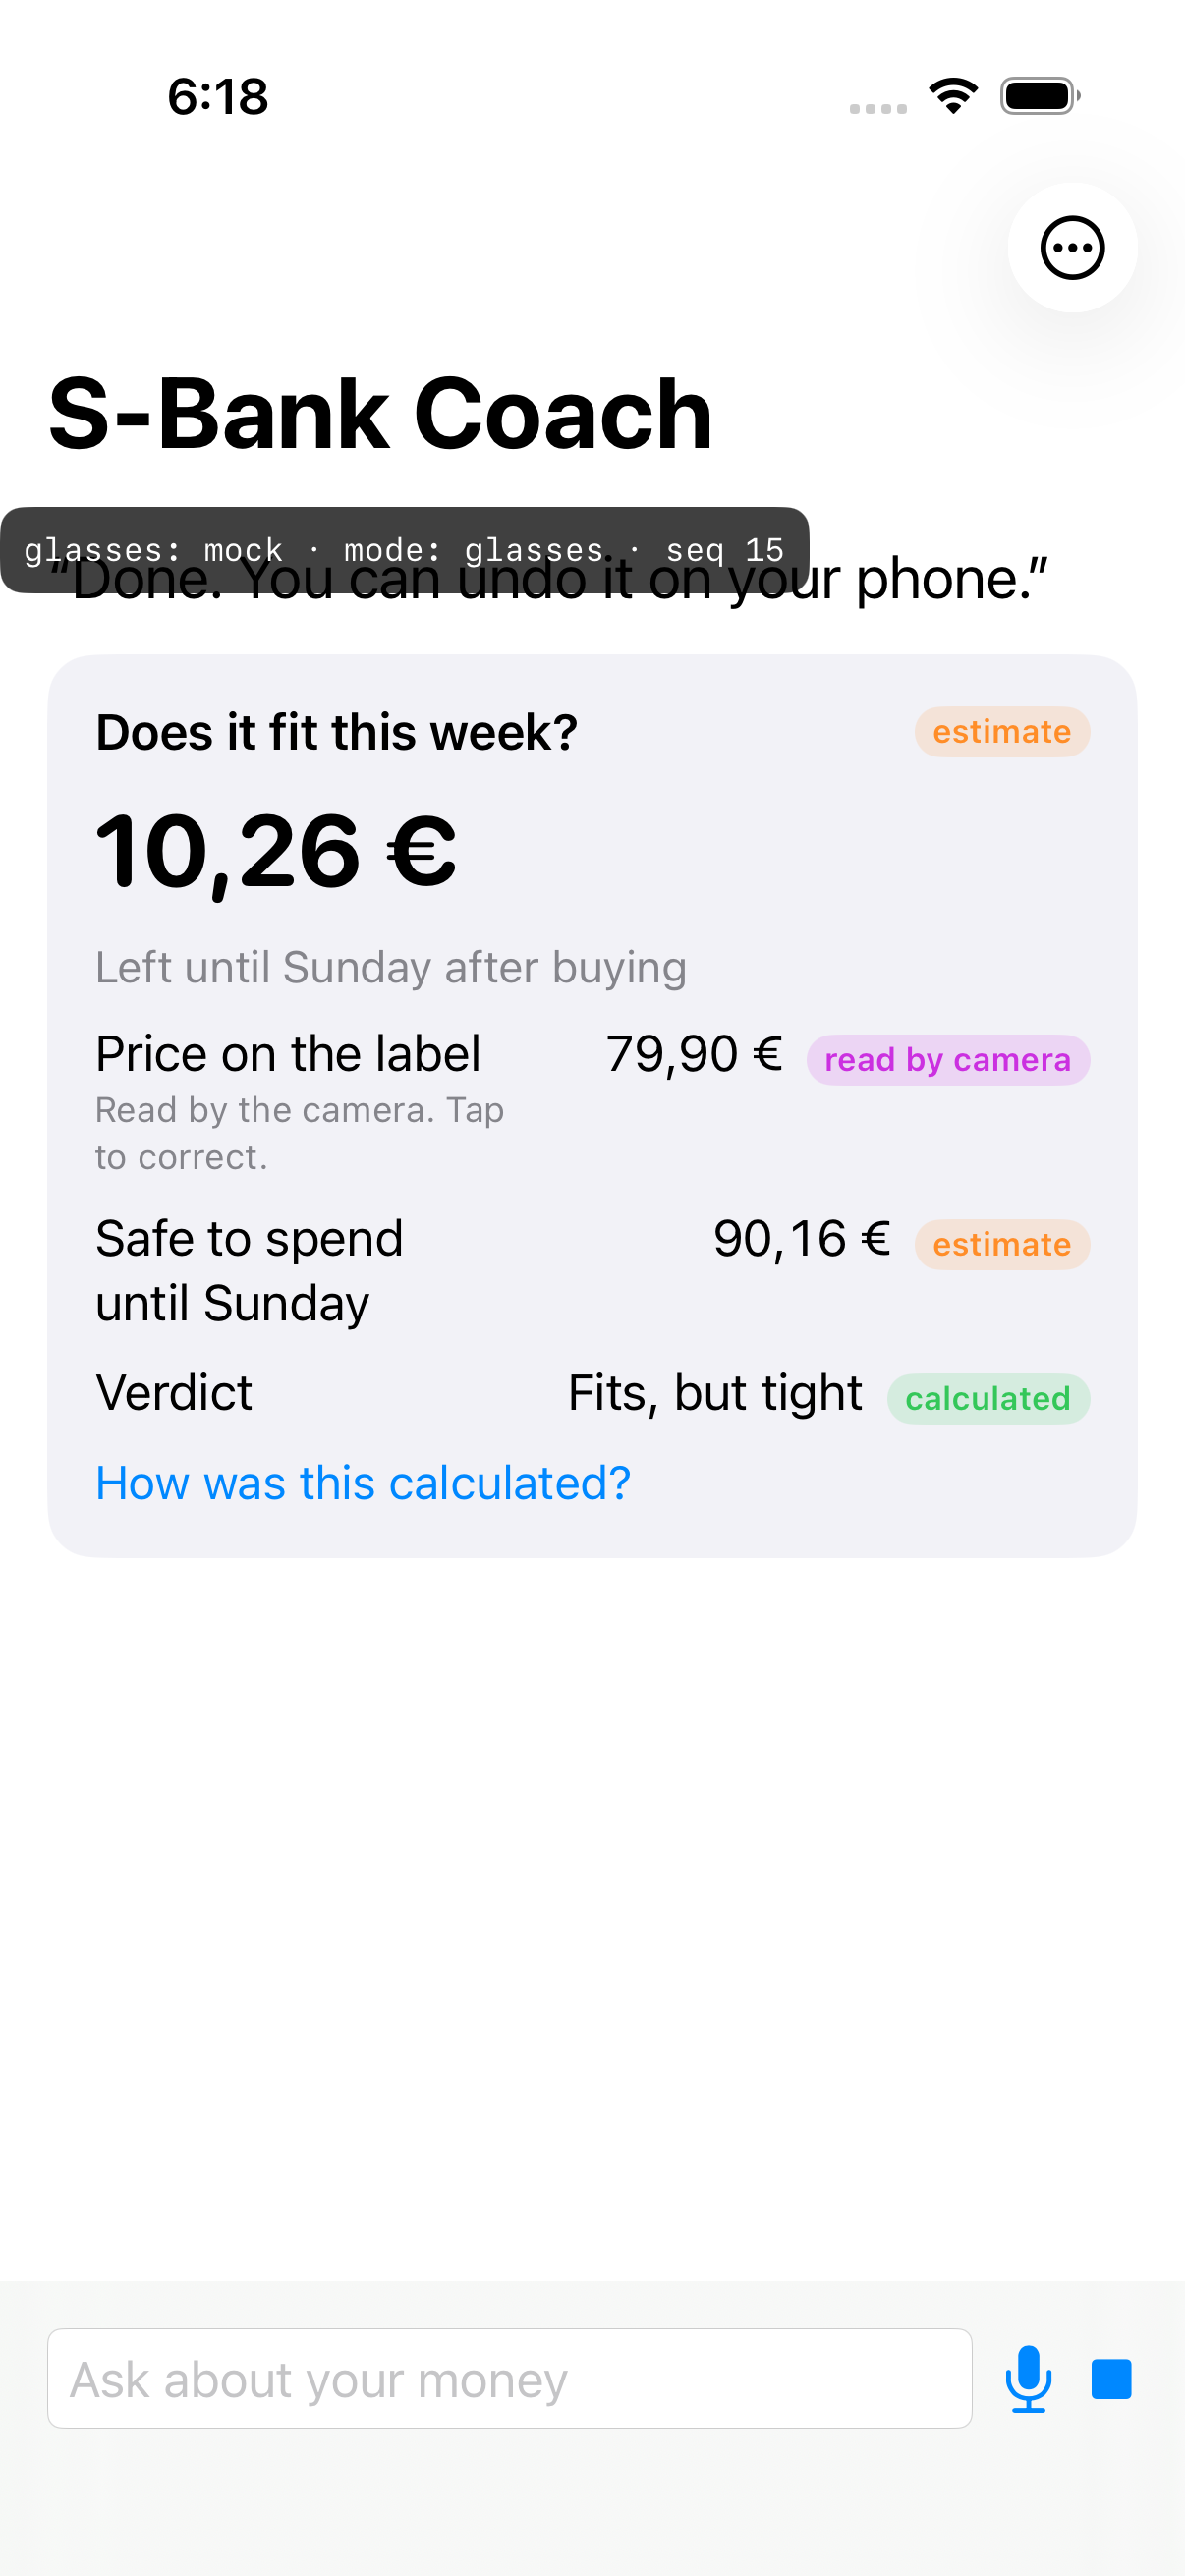 6:18
S-Bank Coach
glasses: mock · mode: glasses · seq 15
“Done. You can undo it on your phone.”
Does it fit this week? estimate
10,26 €
Left until Sunday after buying
Price on the label 79,90 € read by camera
Read by the camera. Tap
to correct.
Safe to spend 90,16 € estimate
until Sunday
Verdict Fits, but tight calculated
How was this calculated?
Ask about your money